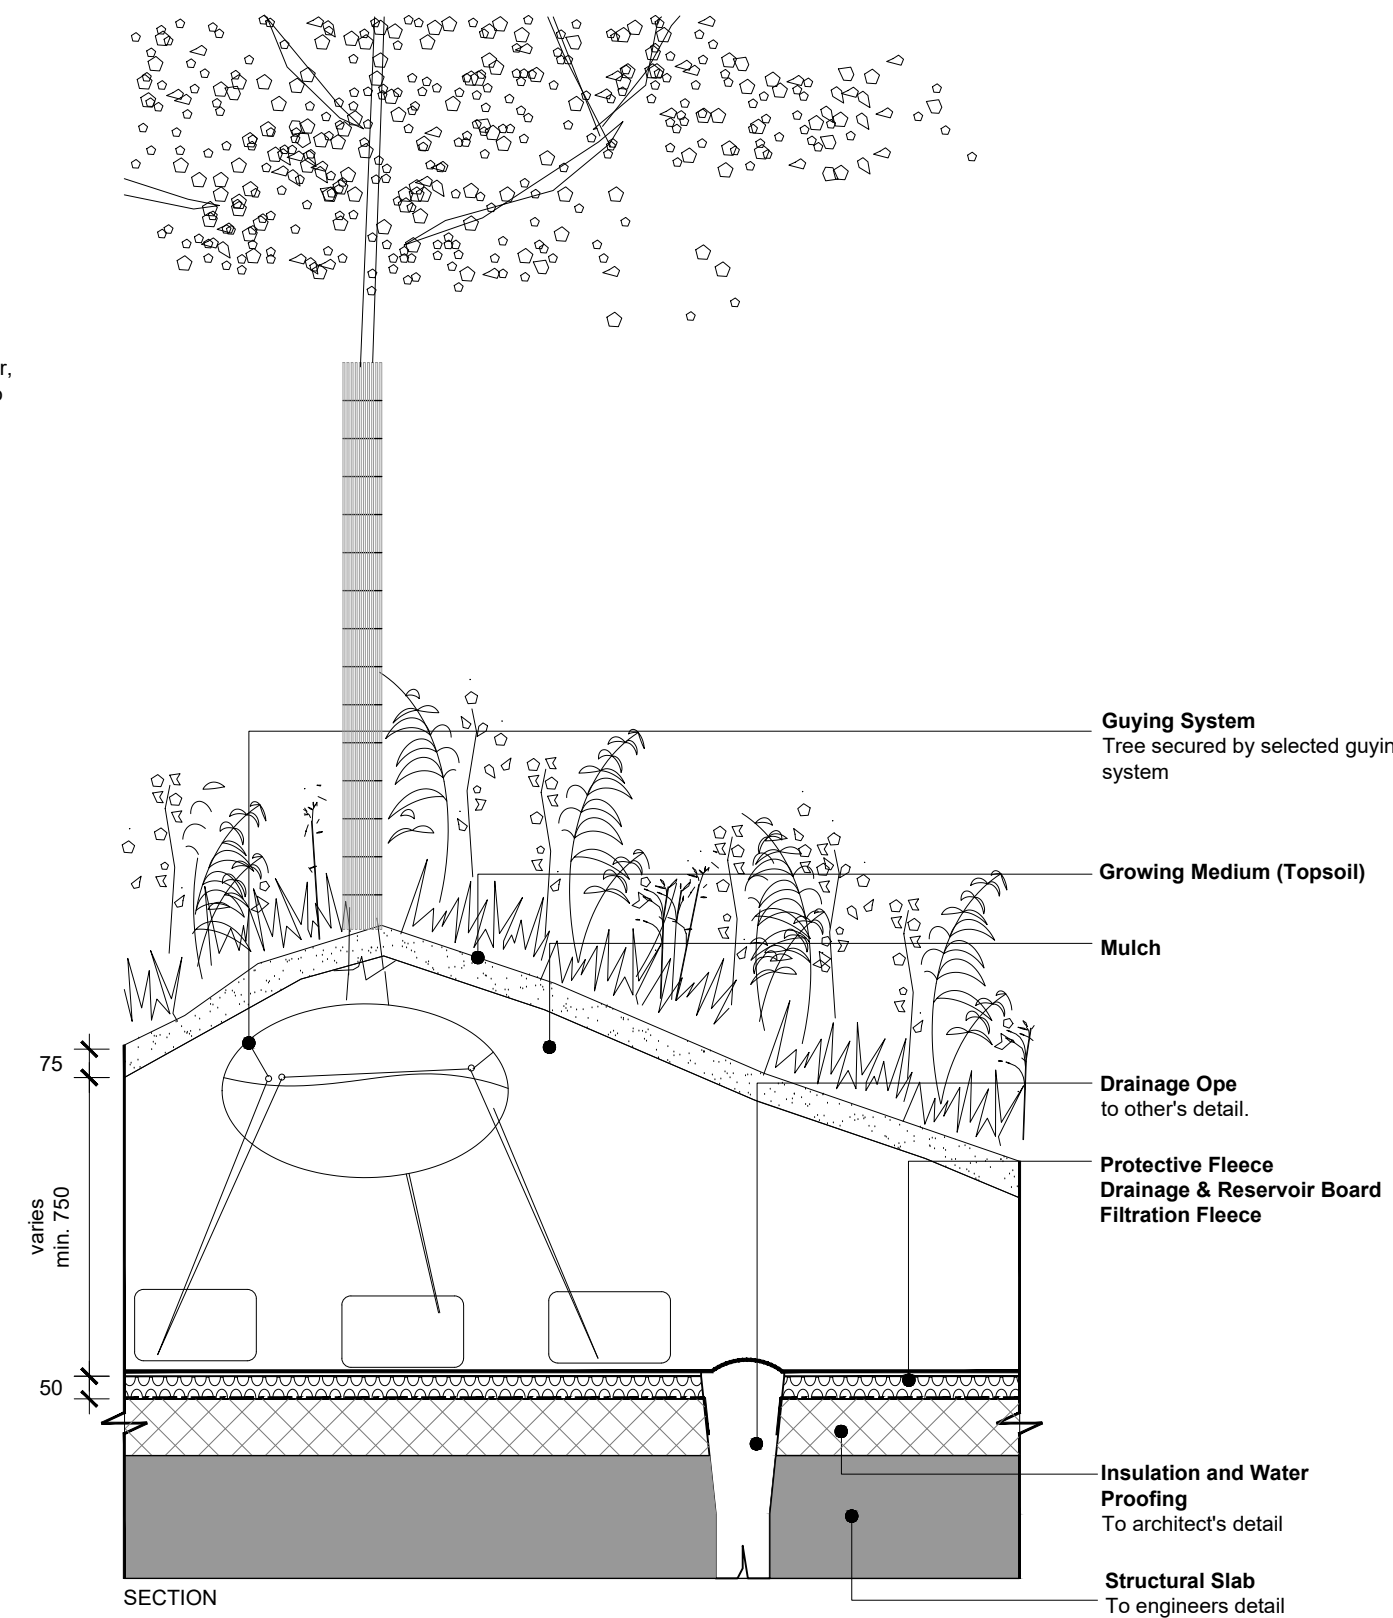 r,
Guying System
Tree secured by selected guyin
system
Growing Medium (Topsoil)
Mulch
75
Drainage Ope
to other's detail.
Protective Fleece
Drainage & Reservoir Board
Filtration Fleece
varies
min. 750
50
Insulation and Water
Proofing
To architect's detail
Structural Slab
To engineers detail
SECTION